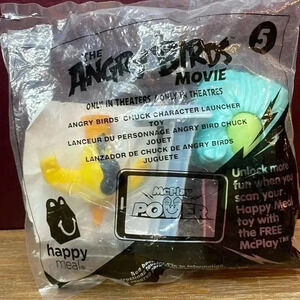 THE
ANGRY BIRDS
MOVIE
5
ONLY IN THEATERS / ONLY IN THEATRES
ANGRY BIRDS' CHUCK CHARACTER LAUNCHER
TOY
LANCEUR DU PERSONNAGE ANGRY BIRD CHUCK
JOUET
LANZADOR DE CHUCK DE ANGRY BIRDS
JUGUETE
happy
meal
McPlay
POWER
Unlock more
fun when you
scan your
Happy Meal
toy with
the FREE
McPlay™